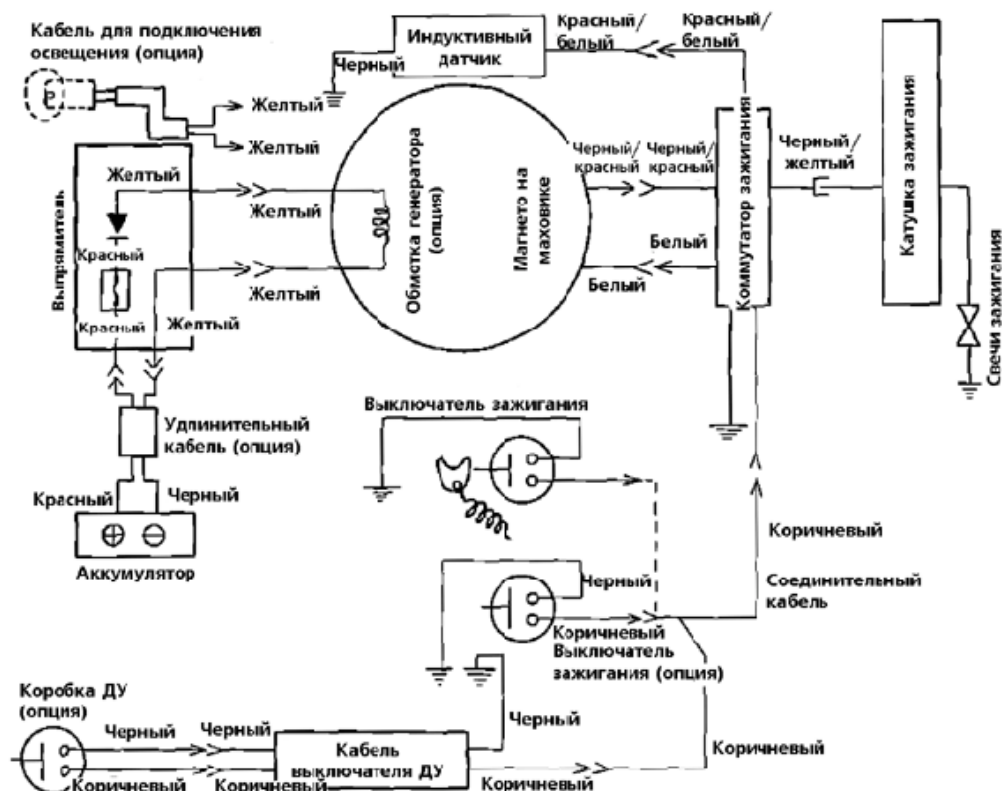 Кабель для подключения
освещения (опция)
Желтый
Желтый
Черный
Индуктивный
датчик
Красный/
белый
Красный/
белый
Выпрямитель
Желтый
Красный
Красный
Желтый
Желтый
Желтый
Обмотка генератора
(опция)
Магнето на
маховике
Черный/
красный
Черный/
красный
Белый
Белый
Коммутатор зажигания
Черный/
желтый
Катушка зажигания
Свечи зажигания
Удлинительный
кабель (опция)
Красный
Черный
Аккумулятор
Выключатель зажигания
Черный
Коричневый
Выключатель
зажигания (опция)
Коричневый
Соединительный
кабель
Коробка ДУ
(опция)
Черный
Черный
Коричневый
Коричневый
Кабель
выключателя ДУ
Черный
Коричневый
Коричневый